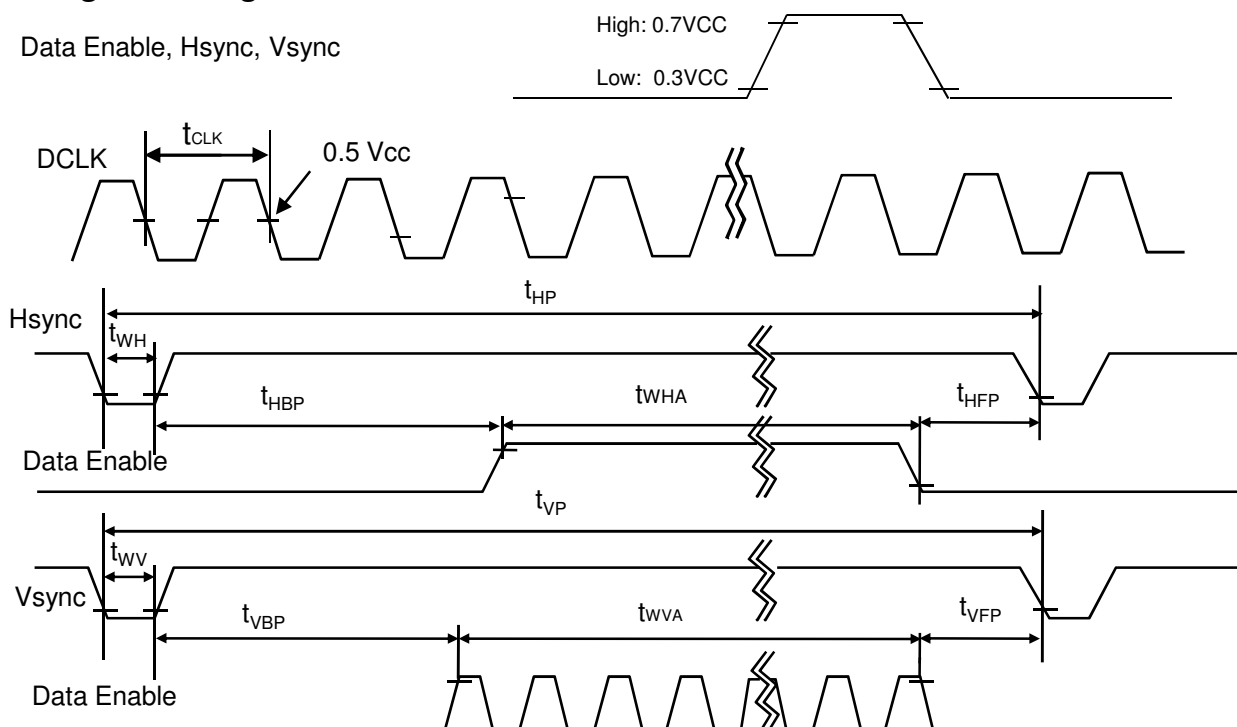 Data Enable, Hsync, Vsync
High: 0.7VCC
Low: 0.3VCC
DCLK
tCLK
0.5 Vcc
tHP
Hsync
tWH
tHBP
tWHA
tHFP
Data Enable
tVP
tWV
Vsync
tVBP
tWVA
tVFP
Data Enable